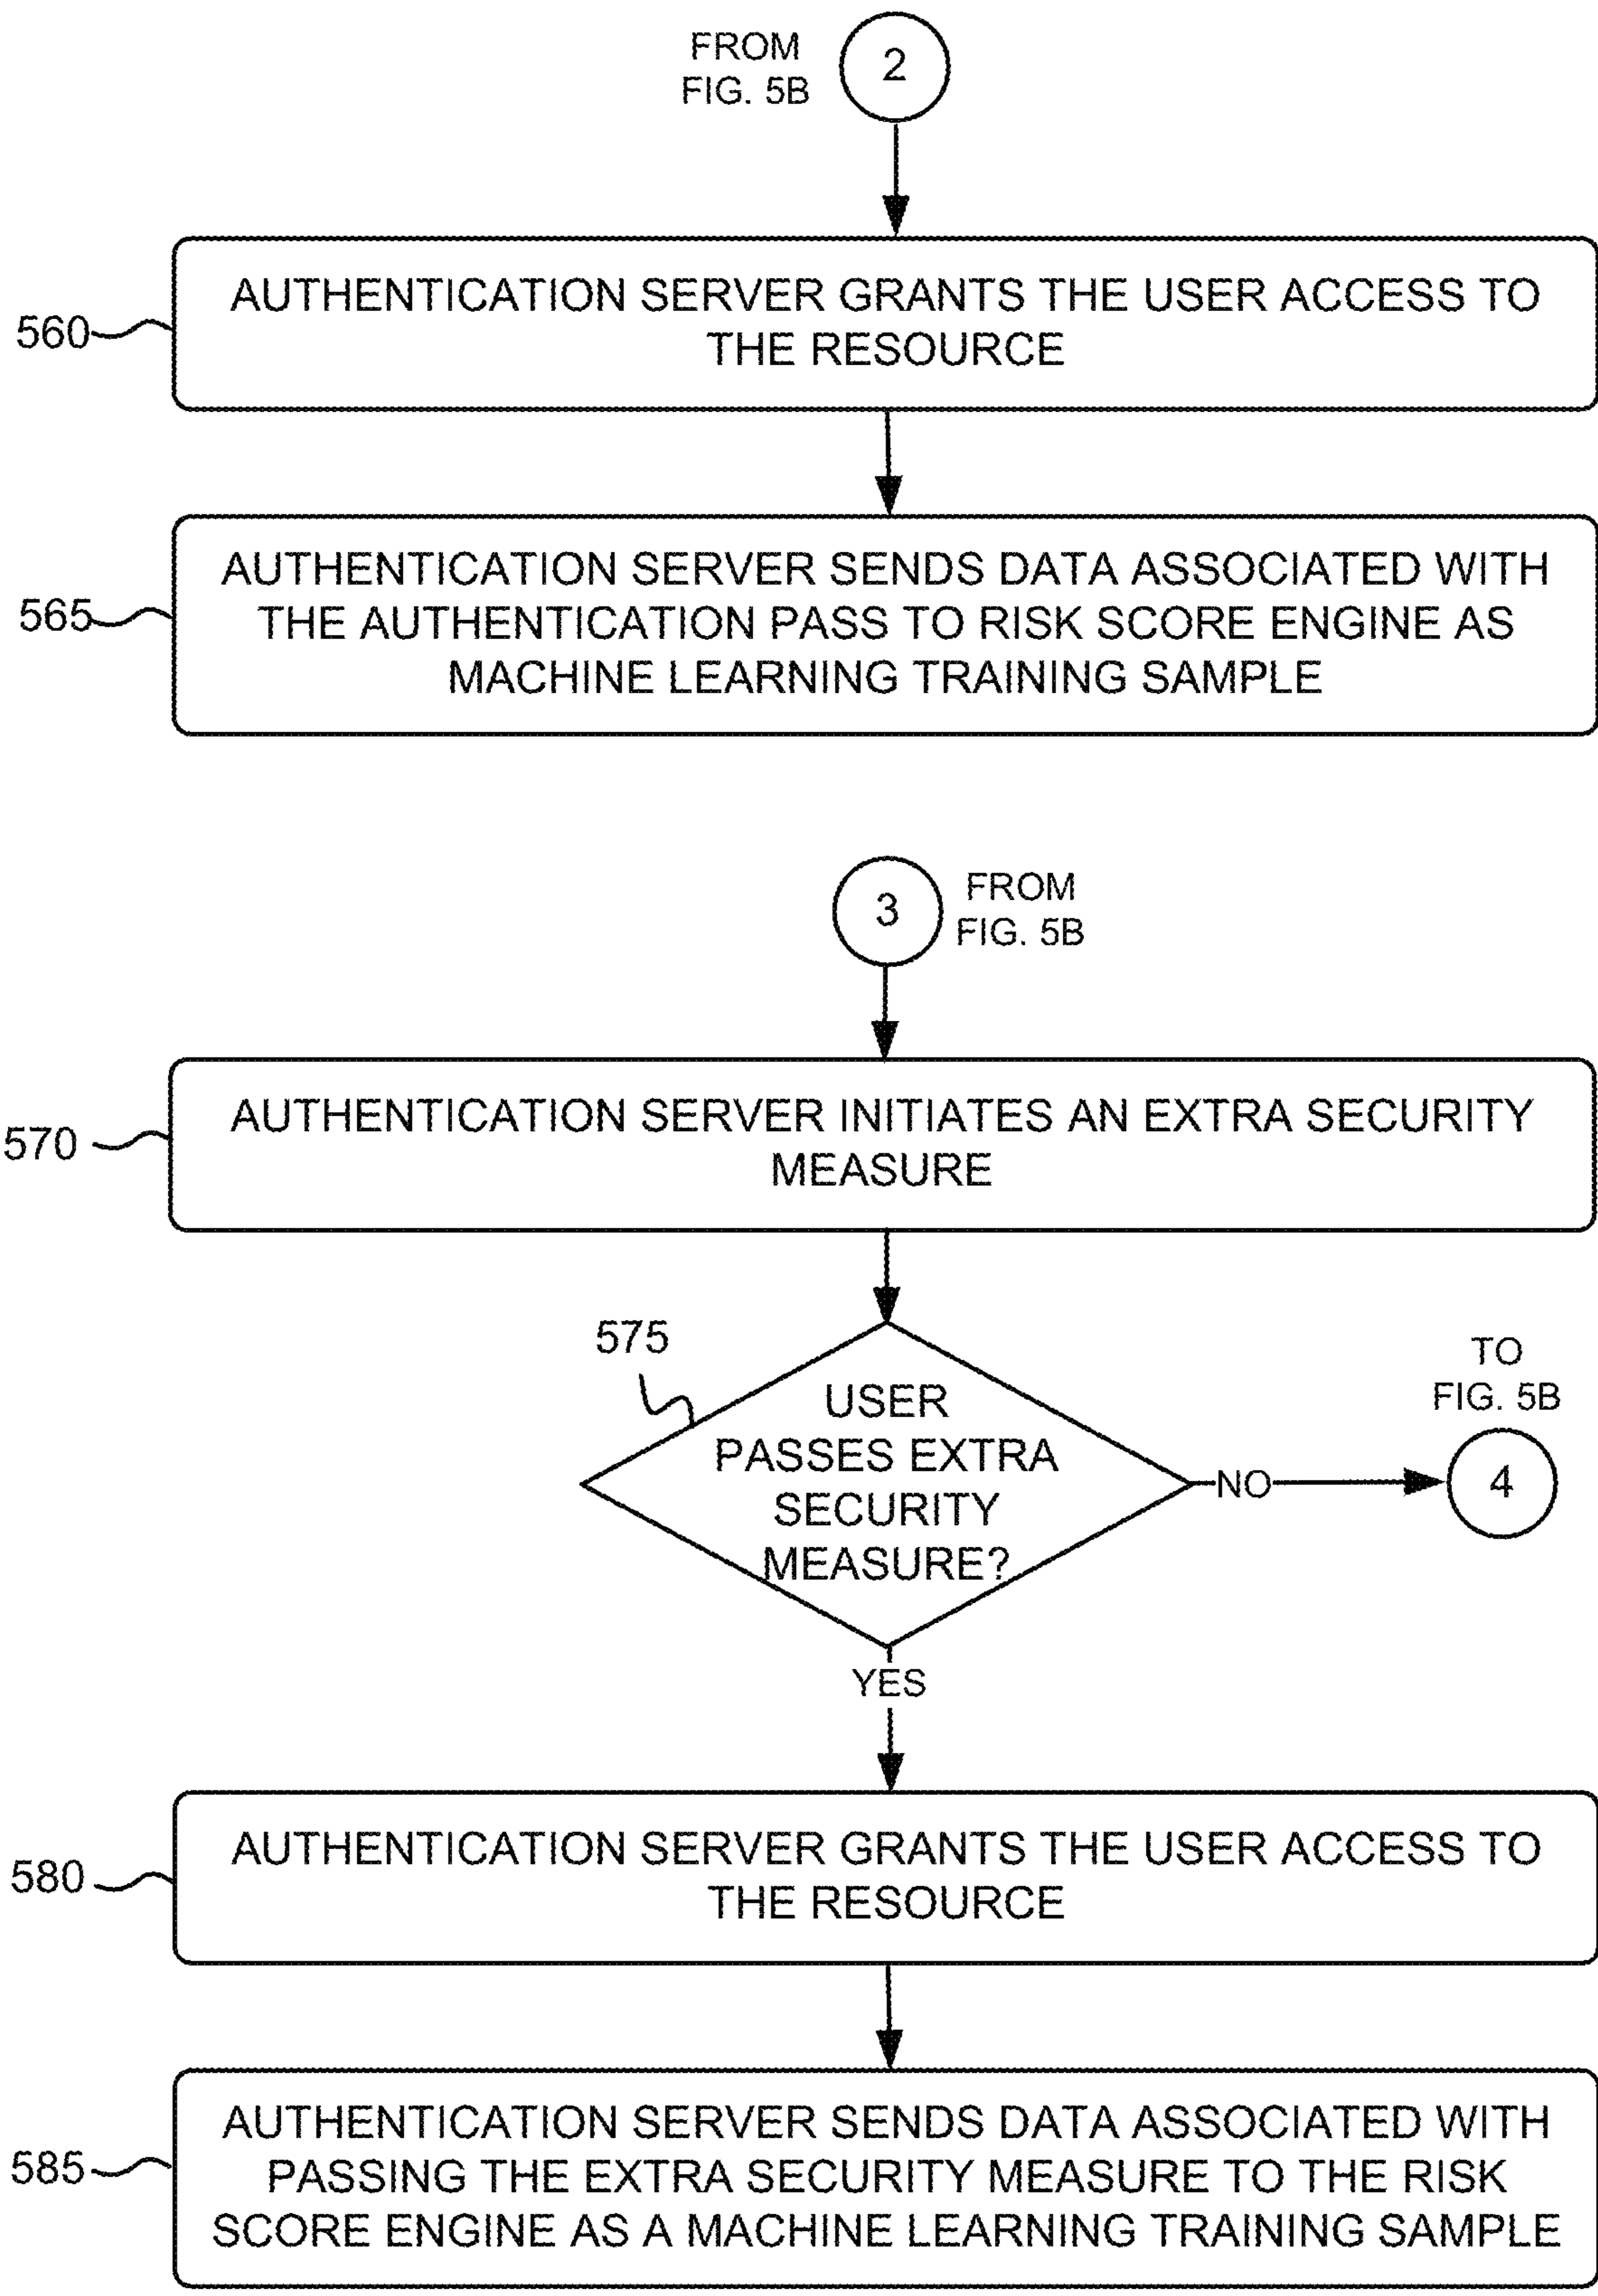 FROM
FIG. 5B
2
560
AUTHENTICATION SERVER GRANTS THE USER ACCESS TO
THE RESOURCE
565
AUTHENTICATION SERVER SENDS DATA ASSOCIATED WITH
THE AUTHENTICATION PASS TO RISK SCORE ENGINE AS
MACHINE LEARNING TRAINING SAMPLE
3
FROM
FIG. 5B
570
AUTHENTICATION SERVER INITIATES AN EXTRA SECURITY
MEASURE
575
USER
PASSES EXTRA
SECURITY
MEASURE?
NO
TO
FIG. 5B
4
YES
580
AUTHENTICATION SERVER GRANTS THE USER ACCESS TO
THE RESOURCE
585
AUTHENTICATION SERVER SENDS DATA ASSOCIATED WITH
PASSING THE EXTRA SECURITY MEASURE TO THE RISK
SCORE ENGINE AS A MACHINE LEARNING TRAINING SAMPLE